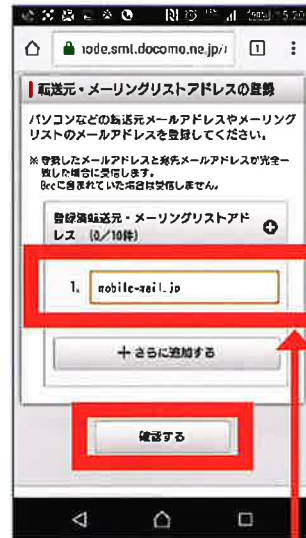 iode.smt.docomo.ne.jp/
1
転送元・メーリングリストアドレスの登録
パソコンなどの転送元メールアドレスやメーリング
リストのメールアドレスを登録してください。
※ 登録したメールアドレスと宛先メールアドレスが完全一
致した場合に受信します。
Bccに含まれていた場合は受信しません。
登録済転送元・メーリングリストアド
レス (0/10件)
1.
mobile-mail.jp
+ さらに追加する
確認する